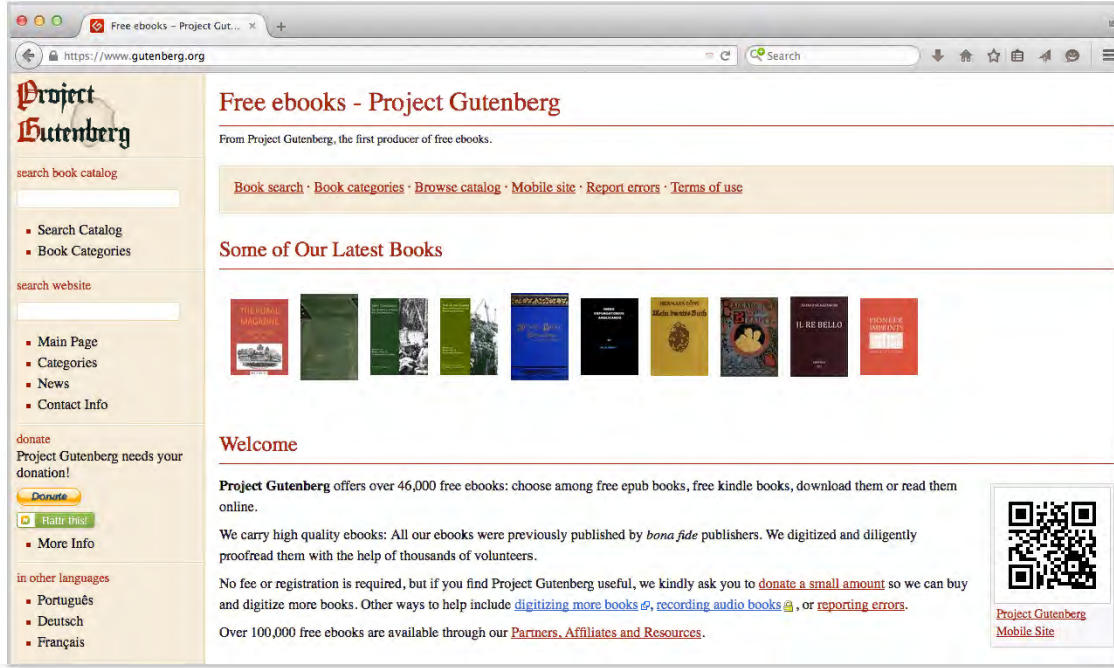 Free ebooks – Project Gut...
https://www.gutenberg.org
Search
Project
Gutenberg
search book catalog
Search Catalog
Book Categories
search website
Main Page
Categories
News
Contact Info
donate
Project Gutenberg needs your
donation!
Donate
Flattr this!
More Info
in other languages
Português
Deutsch
Français
Free ebooks - Project Gutenberg
From Project Gutenberg, the first producer of free ebooks.
Book search · Book categories · Browse catalog · Mobile site · Report errors · Terms of use
Some of Our Latest Books
THE RURAL
MAGAZINE
IL RE BELLO
PIONEER
IMPRINTS
Welcome
Project Gutenberg offers over 46,000 free ebooks: choose among free epub books, free kindle books, download them or read them
online.
We carry high quality ebooks: All our ebooks were previously published by bona fide publishers. We digitized and diligently
proofread them with the help of thousands of volunteers.
No fee or registration is required, but if you find Project Gutenberg useful, we kindly ask you to donate a small amount so we can buy
and digitize more books. Other ways to help include digitizing more books, recording audio books, or reporting errors.
Over 100,000 free ebooks are available through our Partners, Affiliates and Resources.
Project Gutenberg
Mobile Site